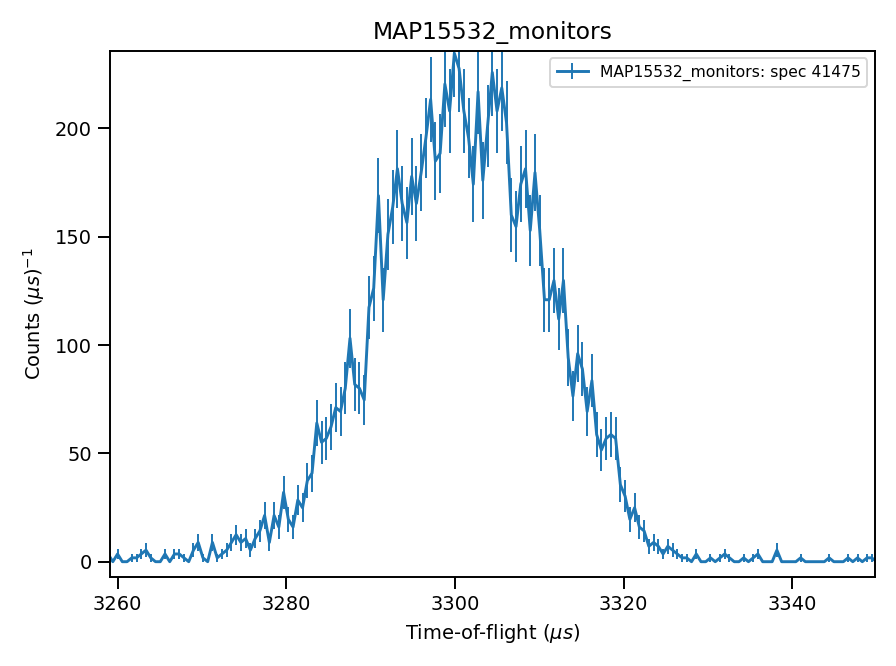 MAP15532_monitors
MAP15532_monitors: spec 41475
Counts (μs)⁻¹
200
150
100
50
0
3260 3280 3300 3320 3340
Time-of-flight (μs)